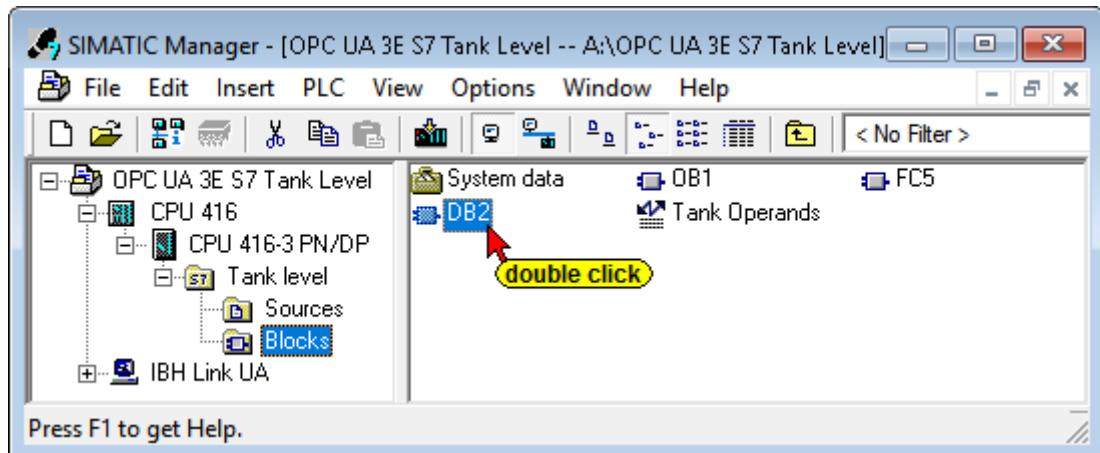 SIMATIC Manager - [OPC UA 3E S7 Tank Level -- A:\OPC UA 3E S7 Tank Level]
File Edit Insert PLC View Options Window Help
< No Filter >
OPC UA 3E S7 Tank Level
CPU 416
CPU 416-3 PN/DP
S7 Tank level
Sources
Blocks
IBH Link UA
System data OB1 FC5
DB2 Tank Operands
double click
Press F1 to get Help.